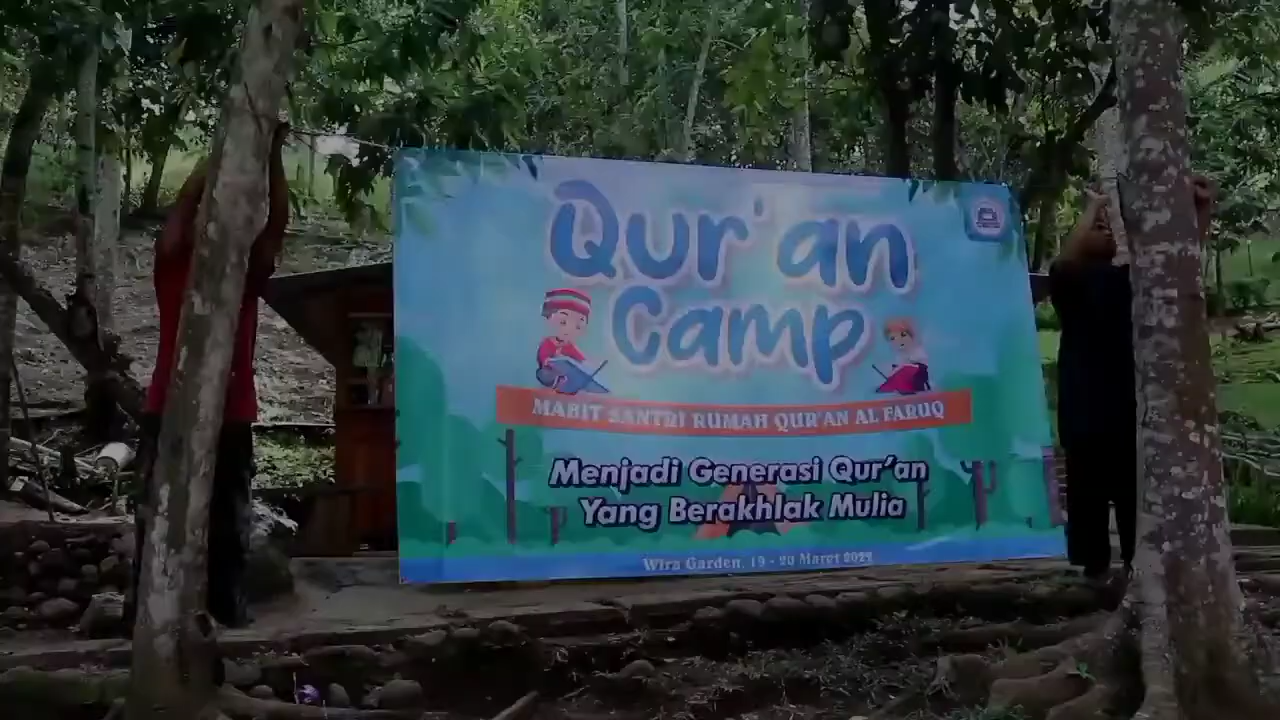 Qur'an
Camp
MABIT SANTRI RUMAH QUR'AN AL FARUQ
Menjadi Generasi Qur'an
Yang Berakhlak Mulia
Wira Garden, 19 - 20 Maret 2022